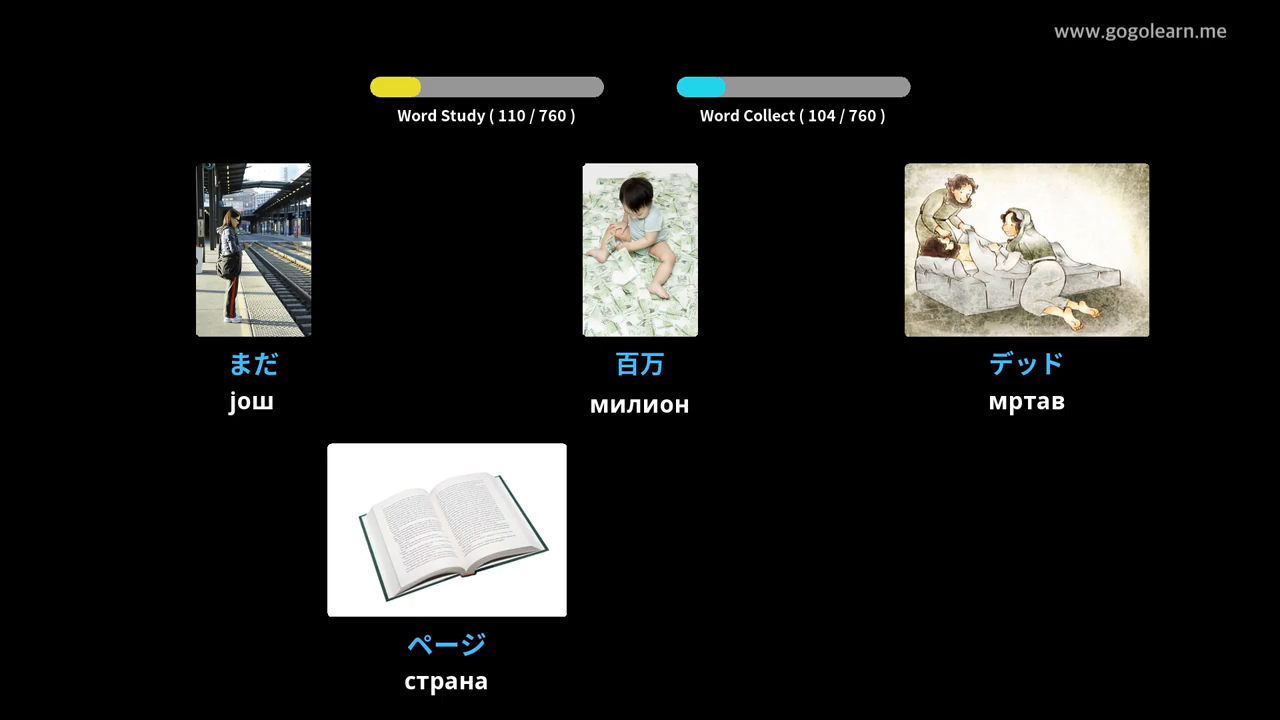 www.gogolearn.me
Word Study ( 110 / 760 )
Word Collect ( 104 / 760 )
まだ
још
百万
милион
デッド
мртав
ページ
страна